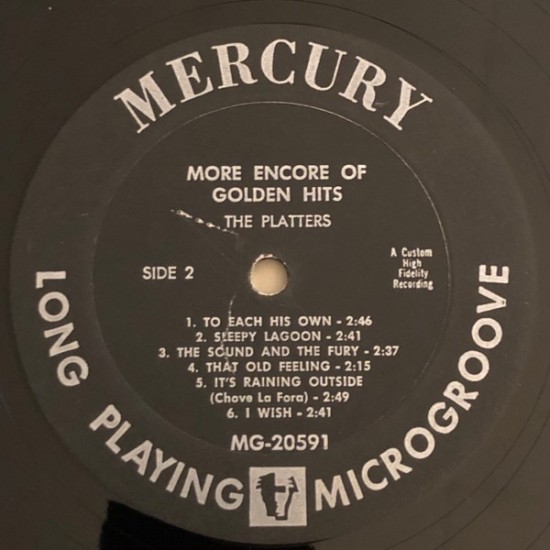 MERCURY
MORE ENCORE OF
GOLDEN HITS
THE PLATTERS
SIDE 2
A Custom
High
Fidelity
Recording
1. TO EACH HIS OWN - 2:46
2. SLEEPY LAGOON - 2:41
3. THE SOUND AND THE FURY - 2:37
4. THAT OLD FEELING - 2:15
5. IT'S RAINING OUTSIDE
(Chove La Fora) - 2:49
6. I WISH - 2:41
MG-20591
LONG PLAYING MICROGROOVE